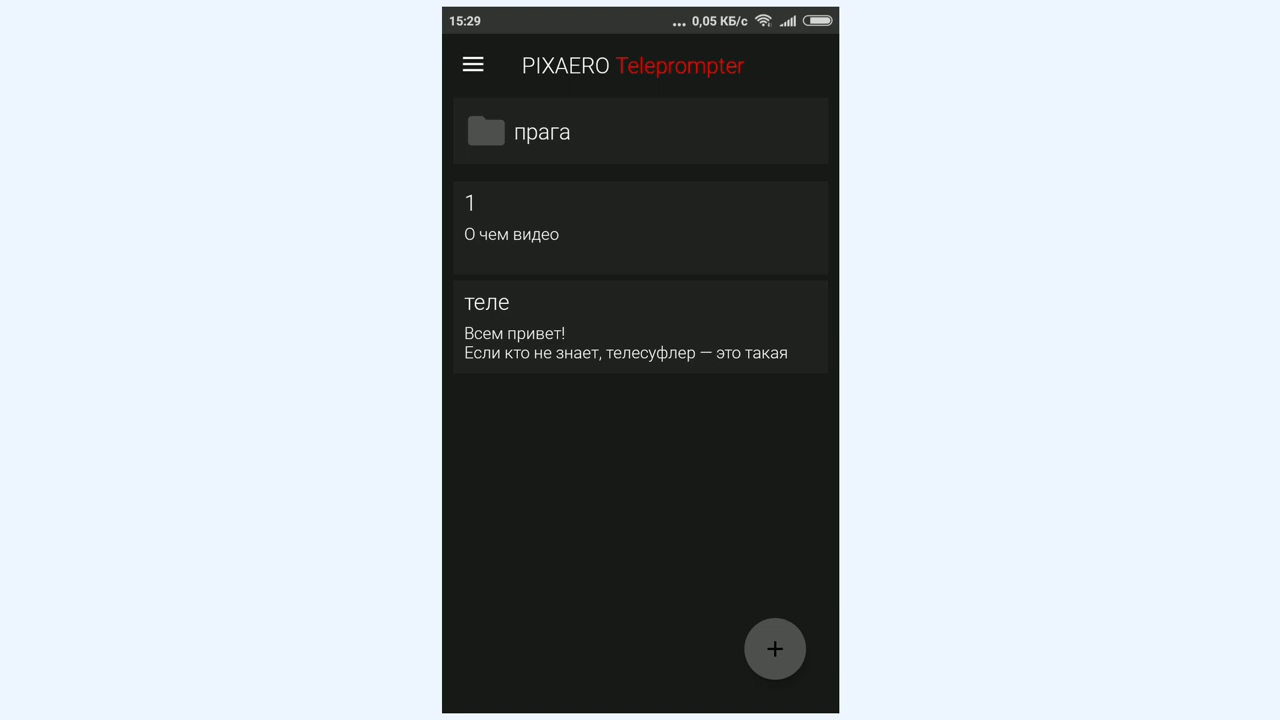 15:29
... 0,05 КБ/с
PIXAERO Teleprompter
прага
1
О чем видео
теле
Всем привет!
Если кто не знает, телесуфлер — это такая
+